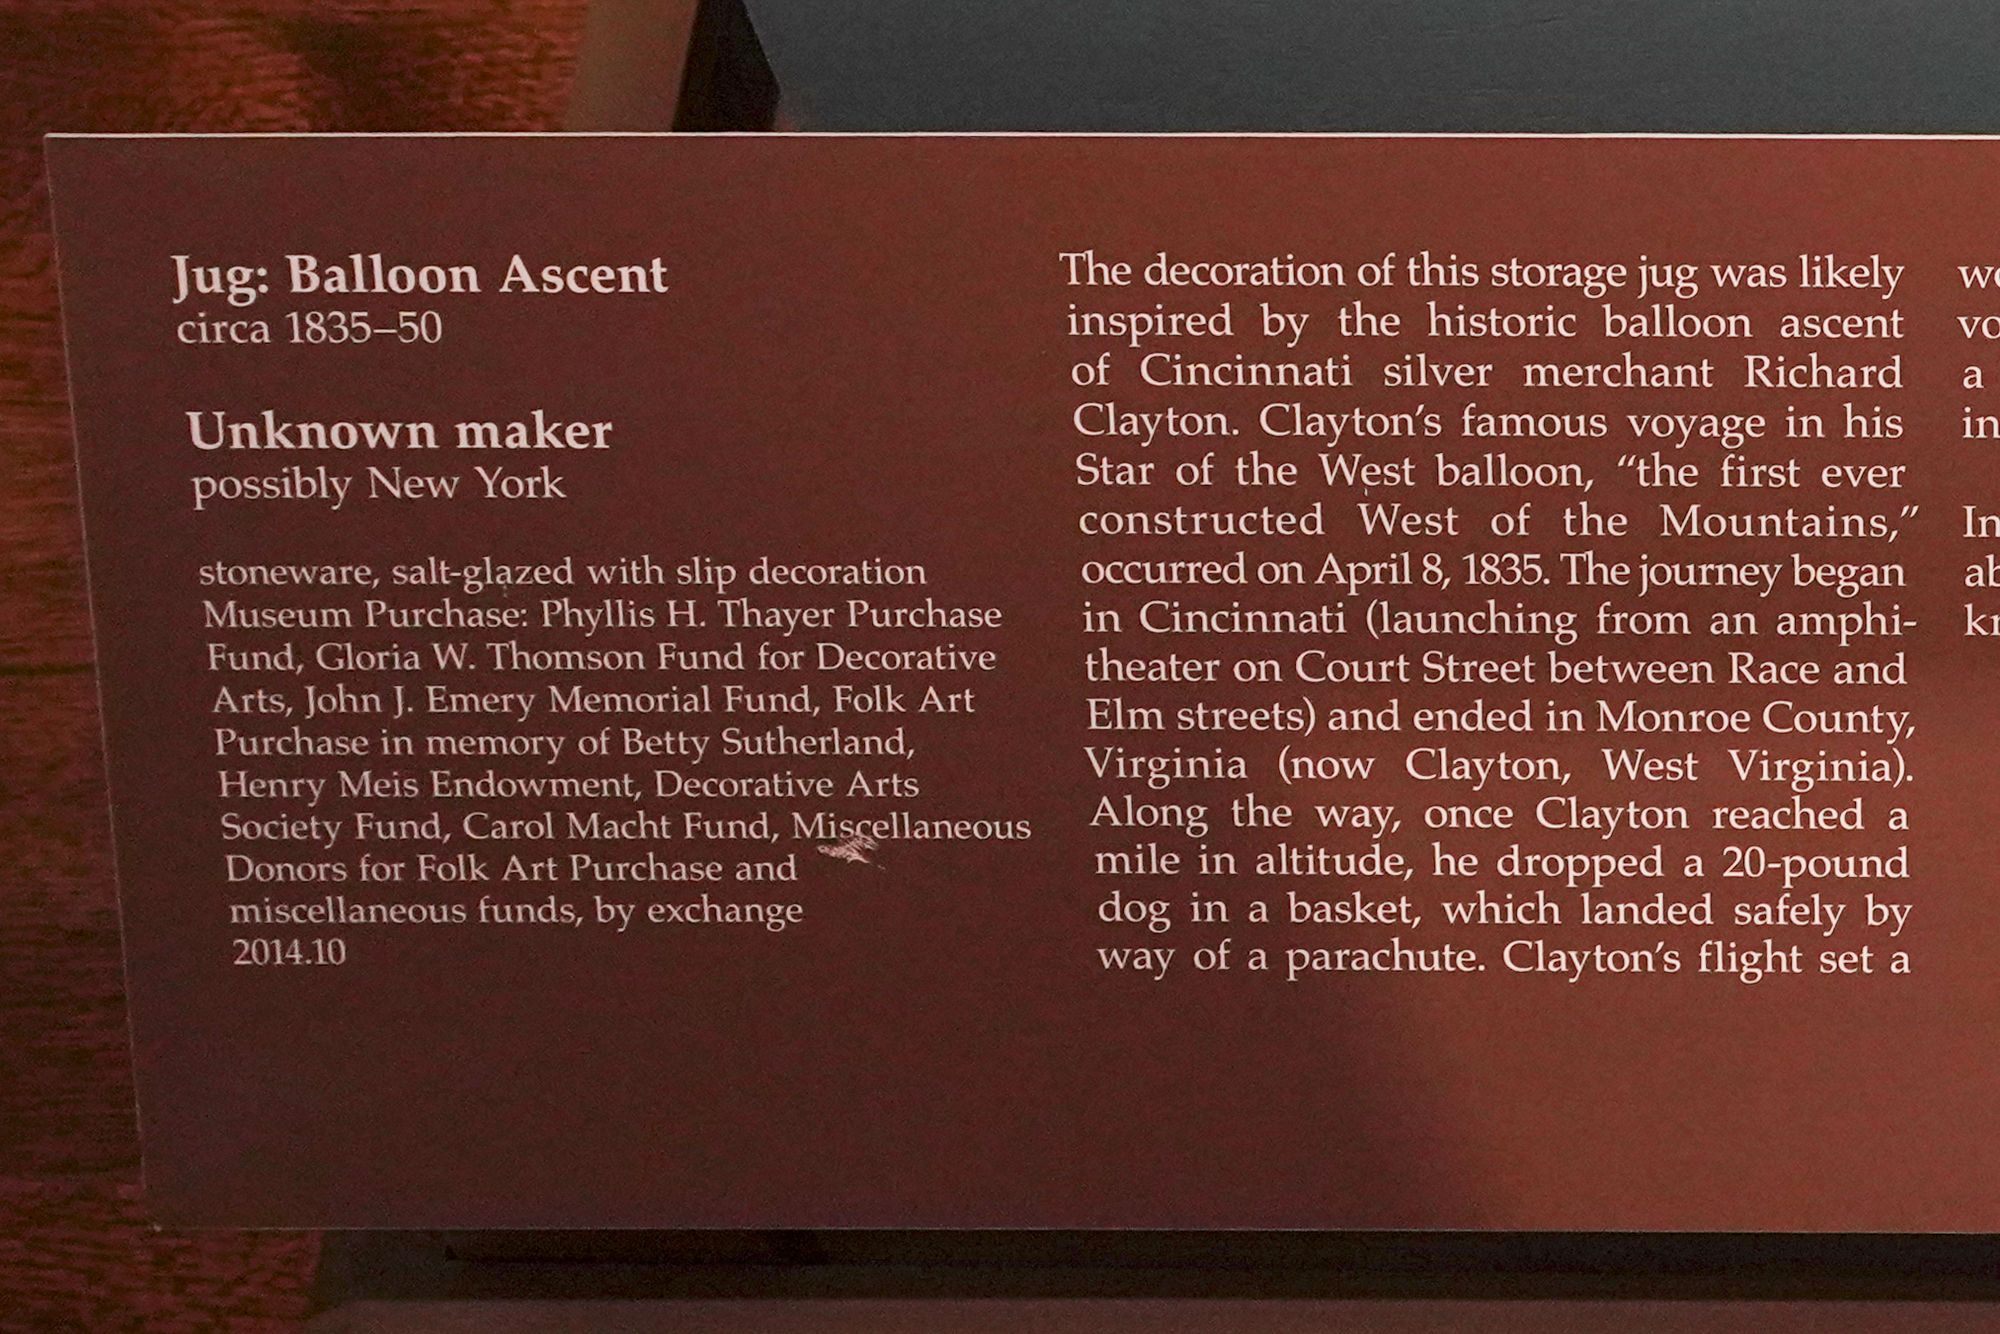 Jug: Balloon Ascent
circa 1835–50
Unknown maker
possibly New York
stoneware, salt-glazed with slip decoration
Museum Purchase: Phyllis H. Thayer Purchase
Fund, Gloria W. Thomson Fund for Decorative
Arts, John J. Emery Memorial Fund, Folk Art
Purchase in memory of Betty Sutherland,
Henry Meis Endowment, Decorative Arts
Society Fund, Carol Macht Fund, Miscellaneous
Donors for Folk Art Purchase and
miscellaneous funds, by exchange
2014.10
The decoration of this storage jug was likely
inspired by the historic balloon ascent
of Cincinnati silver merchant Richard
Clayton. Clayton’s famous voyage in his
Star of the West balloon, “the first ever
constructed West of the Mountains,”
occurred on April 8, 1835. The journey began
in Cincinnati (launching from an amphi-
theater on Court Street between Race and
Elm streets) and ended in Monroe County,
Virginia (now Clayton, West Virginia).
Along the way, once Clayton reached a
mile in altitude, he dropped a 20-pound
dog in a basket, which landed safely by
way of a parachute. Clayton’s flight set a
a